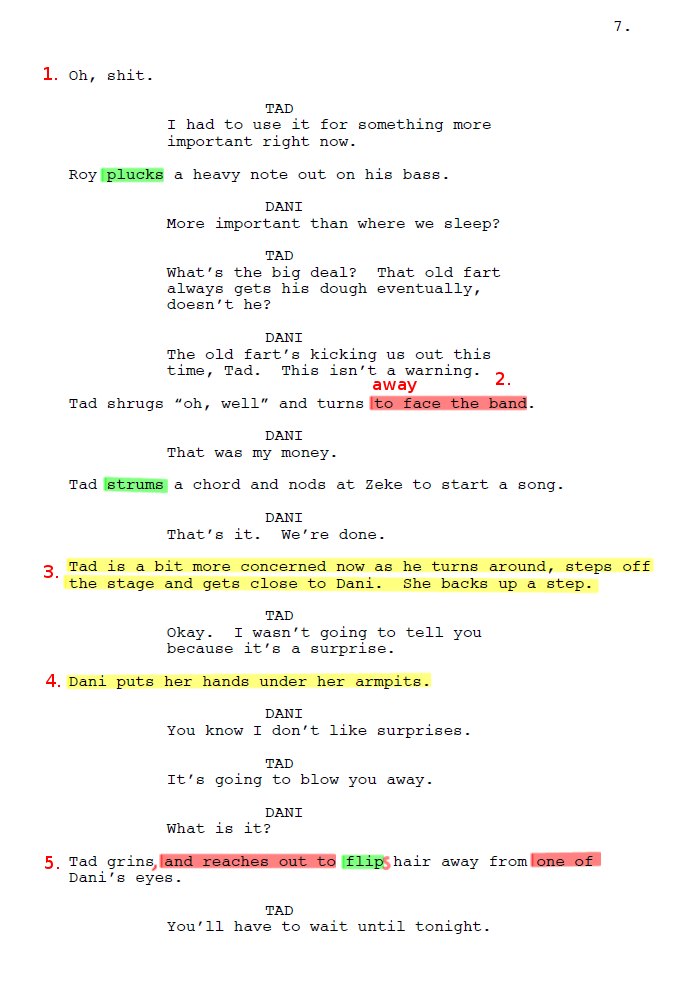 7.
1. Oh, shit.
TAD
I had to use it for something more
important right now.
Roy plucks a heavy note out on his bass.
DANI
More important than where we sleep?
TAD
What's the big deal?  That old fart
always gets his dough eventually,
doesn't he?
DANI
The old fart's kicking us out this
time, Tad.  This isn't a warning.
away 2.
Tad shrugs “oh, well” and turns to face the band.
DANI
That was my money.
Tad strums a chord and nods at Zeke to start a song.
DANI
That's it.  We're done.
3. Tad is a bit more concerned now as he turns around, steps off
the stage and gets close to Dani.  She backs up a step.
TAD
Okay.  I wasn't going to tell you
because it's a surprise.
4. Dani puts her hands under her armpits.
DANI
You know I don't like surprises.
TAD
It's going to blow you away.
DANI
What is it?
5. Tad grins, and reaches out to flips hair away from one of
Dani's eyes.
TAD
You'll have to wait until tonight.